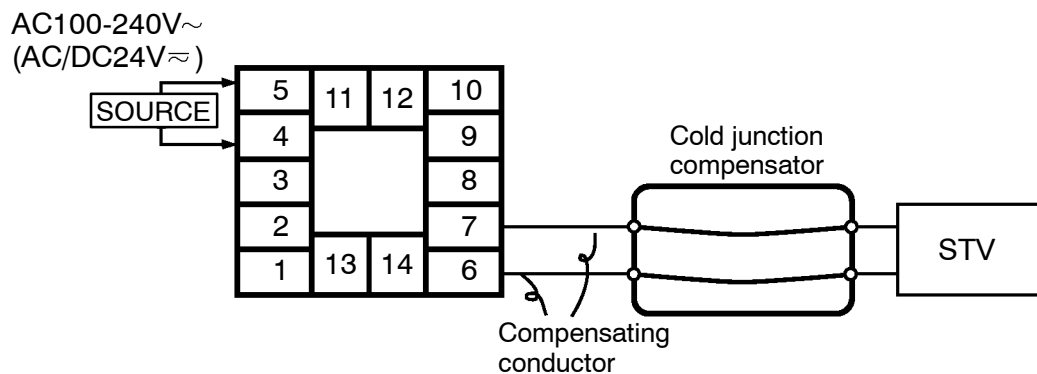 AC100-240V~
(AC/DC24V⎓)
SOURCE
5 11 12 10
4 9
3 8
2 7
1 13 14 6
Cold junction
compensator
STV
Compensating
conductor